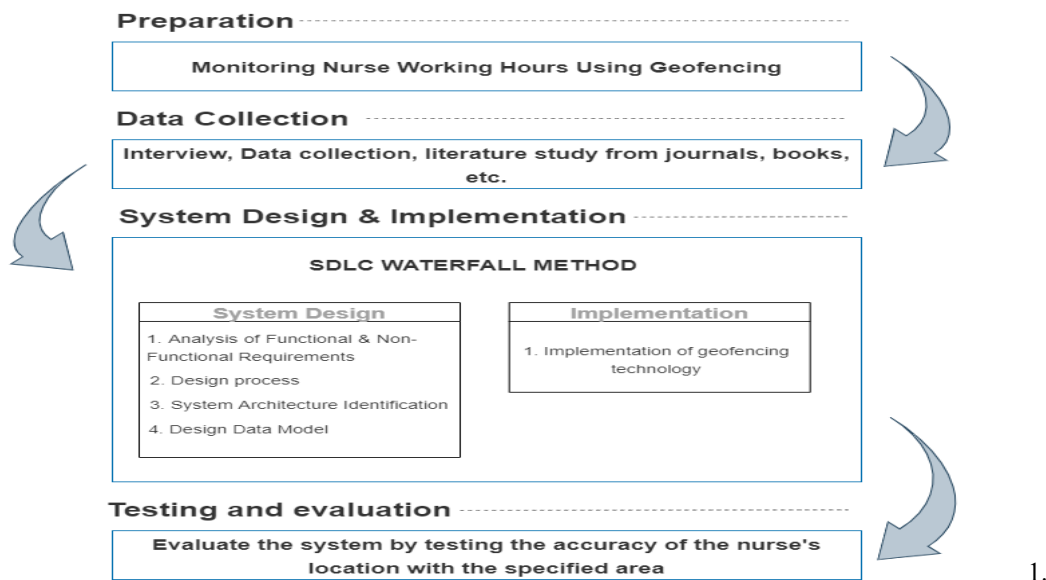 Preparation
Monitoring Nurse Working Hours Using Geofencing
Data Collection
Interview, Data collection, literature study from journals, books,
etc.
System Design & Implementation
SDLC WATERFALL METHOD
System Design
1. Analysis of Functional & Non-
Functional Requirements
2. Design process
3. System Architecture Identification
4. Design Data Model
Implementation
1. Implementation of geofencing
technology
Testing and evaluation
Evaluate the system by testing the accuracy of the nurse's
location with the specified area
1.